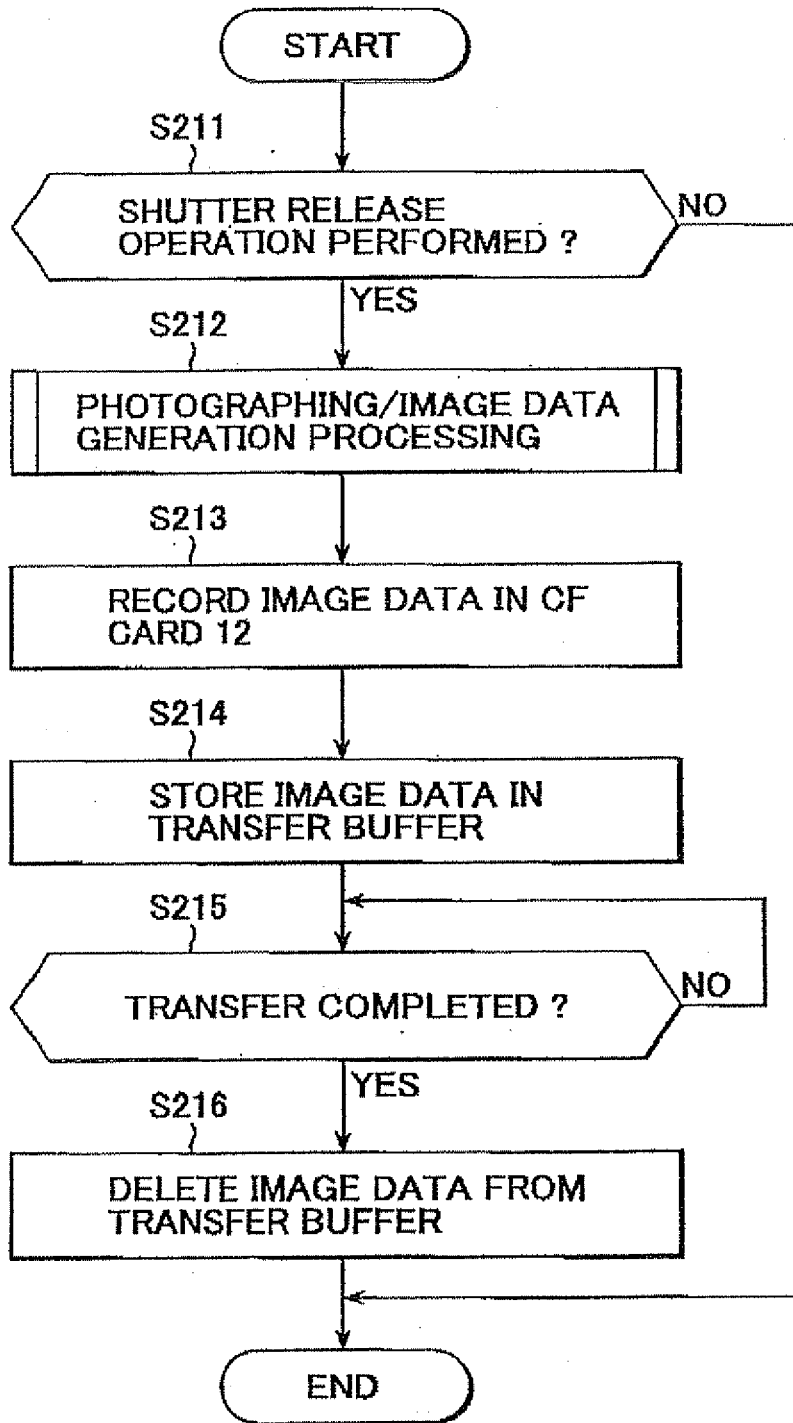 START
S211
SHUTTER RELEASE
OPERATION PERFORMED ?
NO
YES
S212
PHOTOGRAPHING/IMAGE DATA
GENERATION PROCESSING
S213
RECORD IMAGE DATA IN CF
CARD 12
S214
STORE IMAGE DATA IN
TRANSFER BUFFER
S215
TRANSFER COMPLETED ?
NO
YES
S216
DELETE IMAGE DATA FROM
TRANSFER BUFFER
END